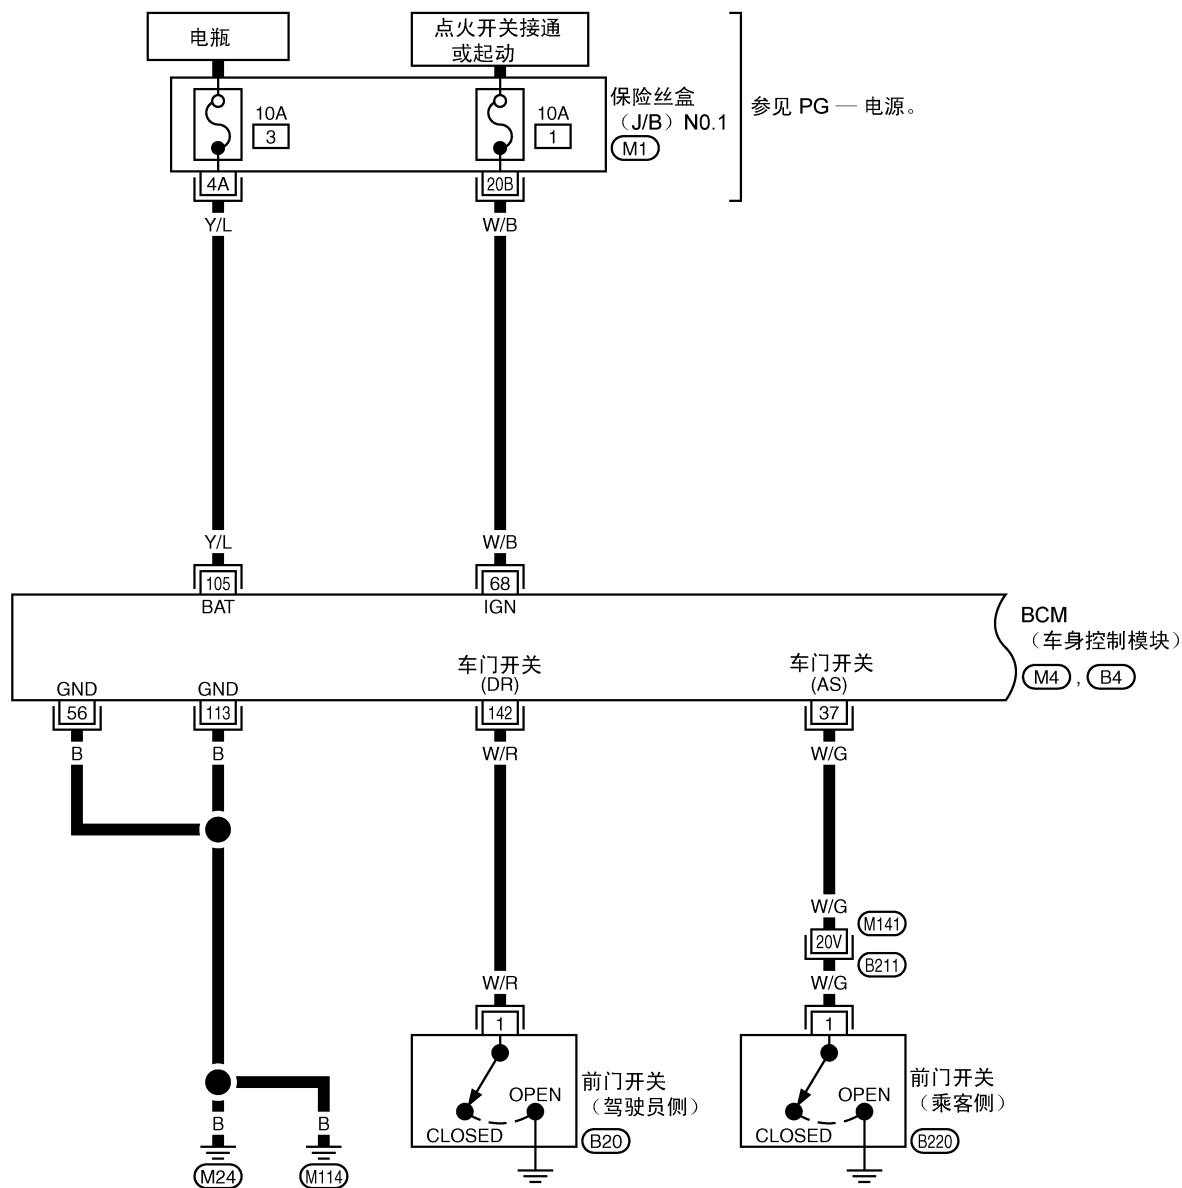 电瓶
点火开关接通
或起动
10A
3
10A
1
保险丝盒
（J/B）N0.1
M1
参见 PG — 电源。
4A
20B
Y/L
W/B
Y/L
W/B
105
68
BAT
IGN
BCM
（车身控制模块）
M4 , B4
车门开关
(DR)
车门开关
(AS)
GND
GND
56
113
142
37
B
B
W/R
W/G
W/G
M141
20V
B211
W/R
W/G
1
1
OPEN
CLOSED
前门开关
（驾驶员侧）
B20
OPEN
CLOSED
前门开关
（乘客侧）
B220
B
B
M24
M114